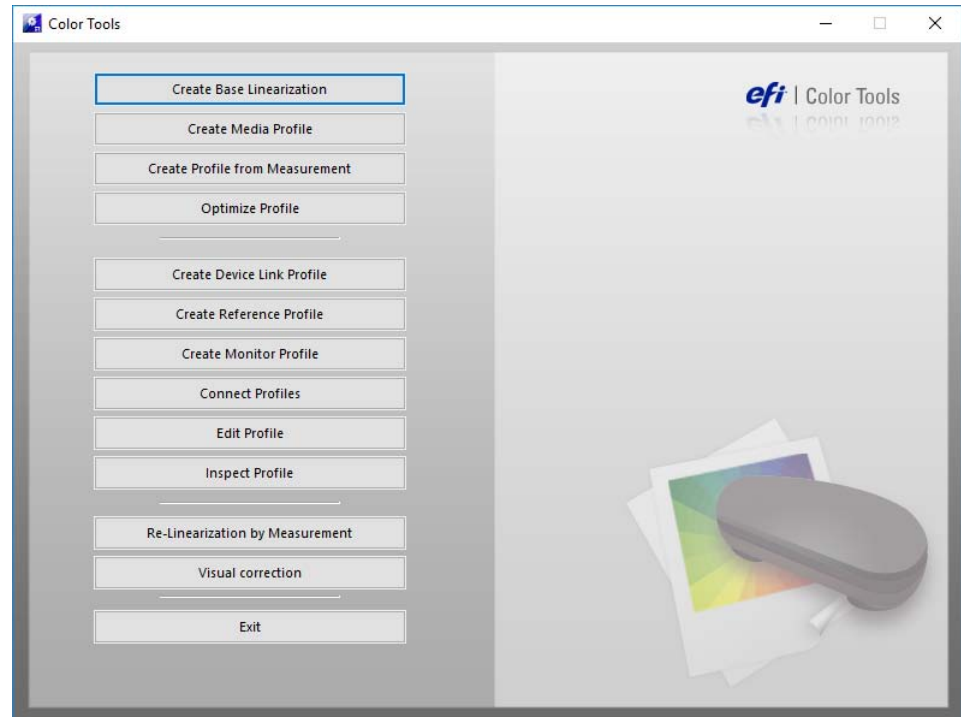 Color Tools
Create Base Linearization
efi | Color Tools
Create Media Profile
Create Profile from Measurement
Optimize Profile
Create Device Link Profile
Create Reference Profile
Create Monitor Profile
Connect Profiles
Edit Profile
Inspect Profile
Re-Linearization by Measurement
Visual correction
Exit